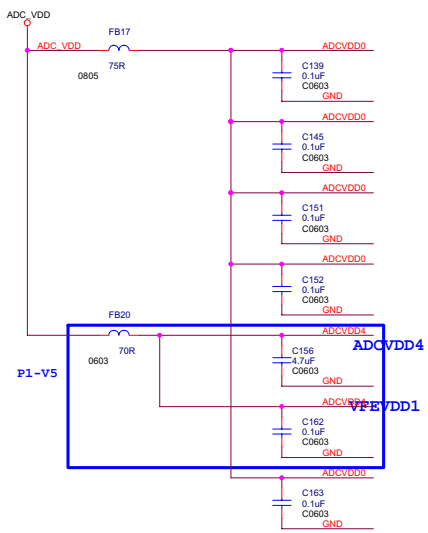 ADC_VDD
FB17
ADC_VDD
75R
0805
ADCVDD0
C139
0.1uF
C0603
GND
ADCVDD0
C145
0.1uF
C0603
GND
ADCVDD0
C151
0.1uF
C0603
GND
ADCVDD0
C152
0.1uF
C0603
GND
FB20
70R
0603
P1-V5
ADCVDD4
ADCVDD4
C156
4.7uF
C0603
GND
ADCVDD4
VFEVDD1
C162
0.1uF
C0603
GND
ADCVDD0
C163
0.1uF
C0603
GND